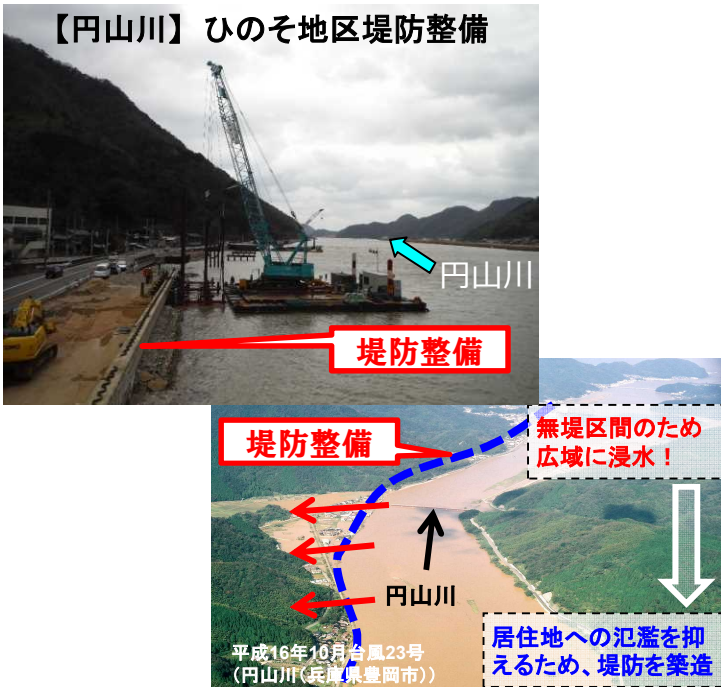 【円山川】ひのそ地区堤防整備
円山川
堤防整備
堤防整備
無堤区間のため
広域に浸水！
円山川
居住地への氾濫を抑
えるため、堤防を築造
平成16年10月台風23号
（円山川（兵庫県豊岡市））